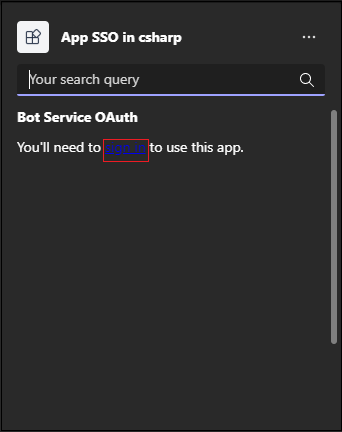 App SSO in csharp
Your search query
Bot Service OAuth
You'll need to sign in to use this app.